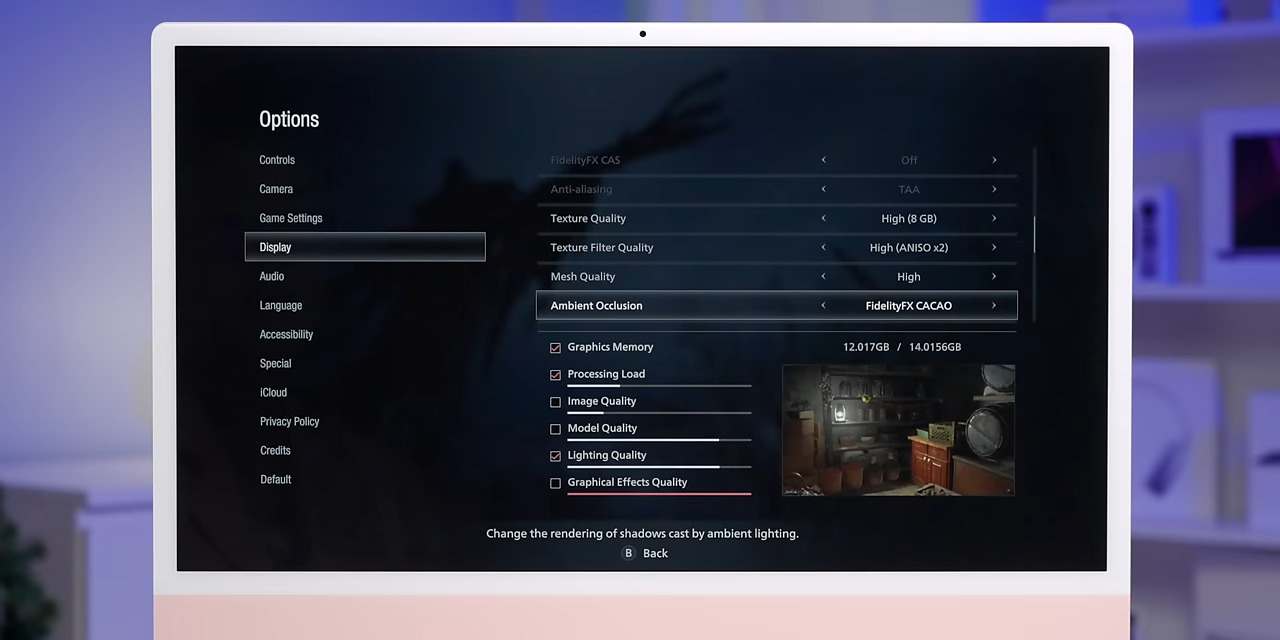 Options
Controls
Camera
Game Settings
Display
Audio
Language
Accessibility
Special
iCloud
Privacy Policy
Credits
Default
FidelityFX CAS < Off >
Anti-aliasing < TAA >
Texture Quality < High (8 GB) >
Texture Filter Quality < High (ANISO x2) >
Mesh Quality < High >
Ambient Occlusion < FidelityFX CACAO >
Graphics Memory 12.017GB / 14.0156GB
Processing Load
Image Quality
Model Quality
Lighting Quality
Graphical Effects Quality
Change the rendering of shadows cast by ambient lighting.
B Back